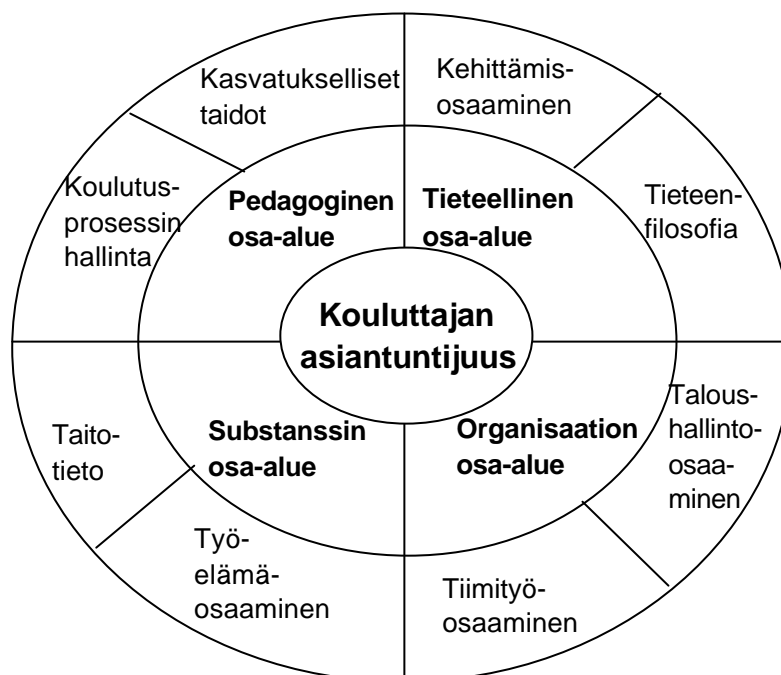 Kasvatukselliset
taidot
Kehittämis-
osaaminen
Koulutus-
prosessin
hallinta
Pedagoginen
osa-alue
Tieteellinen
osa-alue
Tieteen-
filosofia
Kouluttajan
asiantuntijuus
Taito-
tieto
Substanssin
osa-alue
Organisaation
osa-alue
Talous-
hallinto-
osaa-
minen
Työ-
elämä-
osaaminen
Tiimityö-
osaaminen